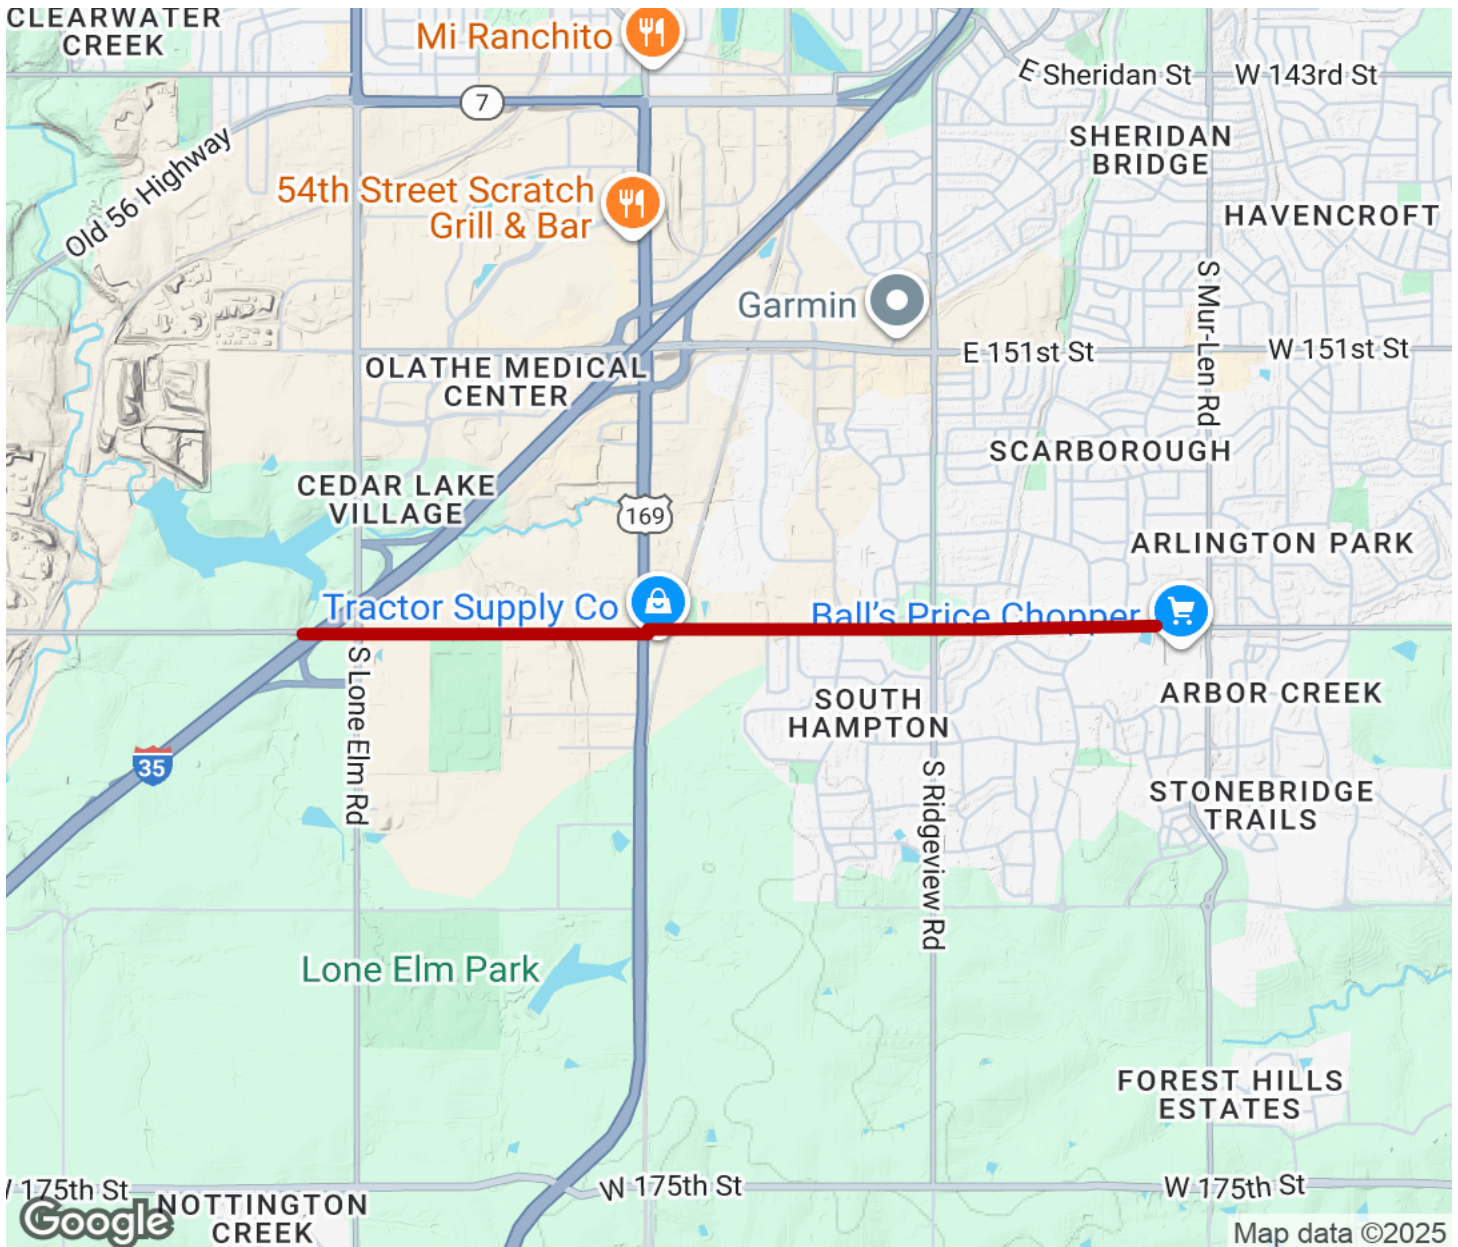 CLEARWATER
CREEK
Mi Ranchito
E Sheridan St
W 143rd St
7
SHERIDAN
BRIDGE
Old 56 Highway
54th Street Scratch
Grill & Bar
HAVENCROFT
S Mur-Len Rd
Garmin
E 151st St
W 151st St
OLATHE MEDICAL
CENTER
SCARBOROUGH
CEDAR LAKE
VILLAGE
169
ARLINGTON PARK
Tractor Supply Co
Ball's Price Chopper
S Lone Elm Rd
SOUTH
HAMPTON
ARBOR CREEK
35
S Ridgeview Rd
STONEBRIDGE
TRAILS
Lone Elm Park
FOREST HILLS
ESTATES
175th St
W 175th St
W 175th St
NOTTINGTON
CREEK
Google
Map data ©2025